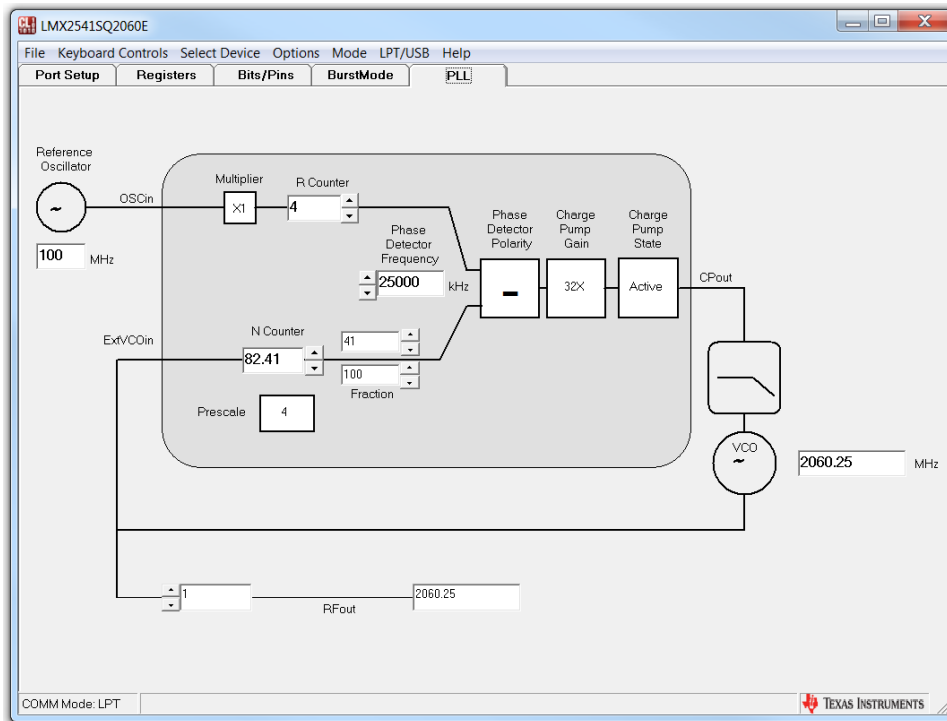 LMX2541SQ2060E
File Keyboard Controls Select Device Options Mode LPT/USB Help
Port Setup Registers Bits/Pins BurstMode PLL
Reference
Oscillator
OSCin
100 MHz
Multiplier
X1
R Counter
4
Phase
Detector
Frequency
25000 kHz
Phase
Detector
Polarity
-
Charge
Pump
Gain
32X
Charge
Pump
State
Active
CPout
ExtVCOin
N Counter
82.41
41
100
Fraction
Prescale 4
VCO
2060.25 MHz
1
RFout
2060.25
COMM Mode: LPT
TEXAS INSTRUMENTS